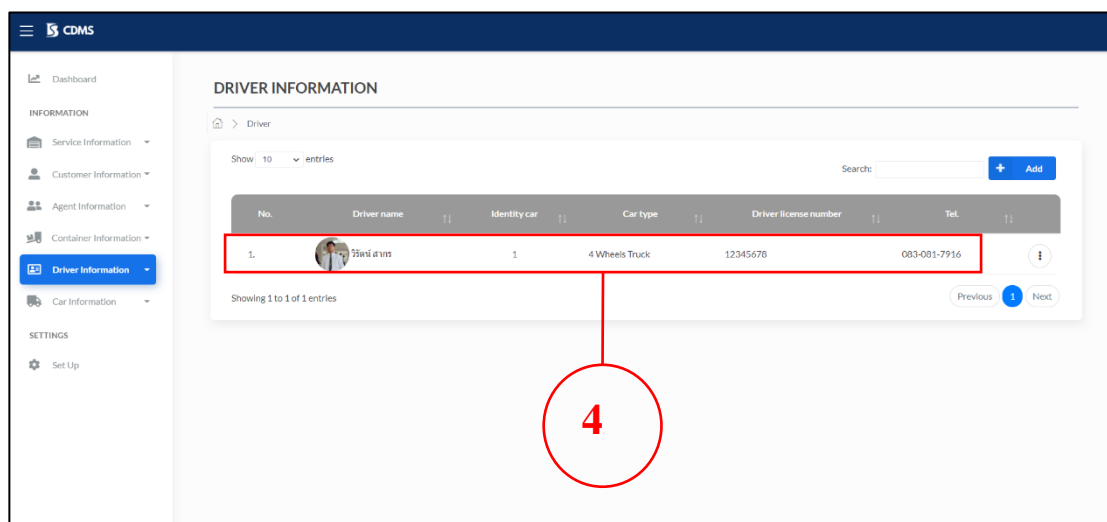 CDMS
Dashboard
DRIVER INFORMATION
INFORMATION
Driver
Service Information
Show 10 entries
Search:
+ Add
Customer Information
Agent Information
No. Driver name Identity car Car type Driver license number Tel.
Container Information
1. วิรัตน์ สากร 1 4 Wheels Truck 12345678 083-081-7916
Driver Information
Car Information
Showing 1 to 1 of 1 entries
Previous 1 Next
SETTINGS
Set Up
4